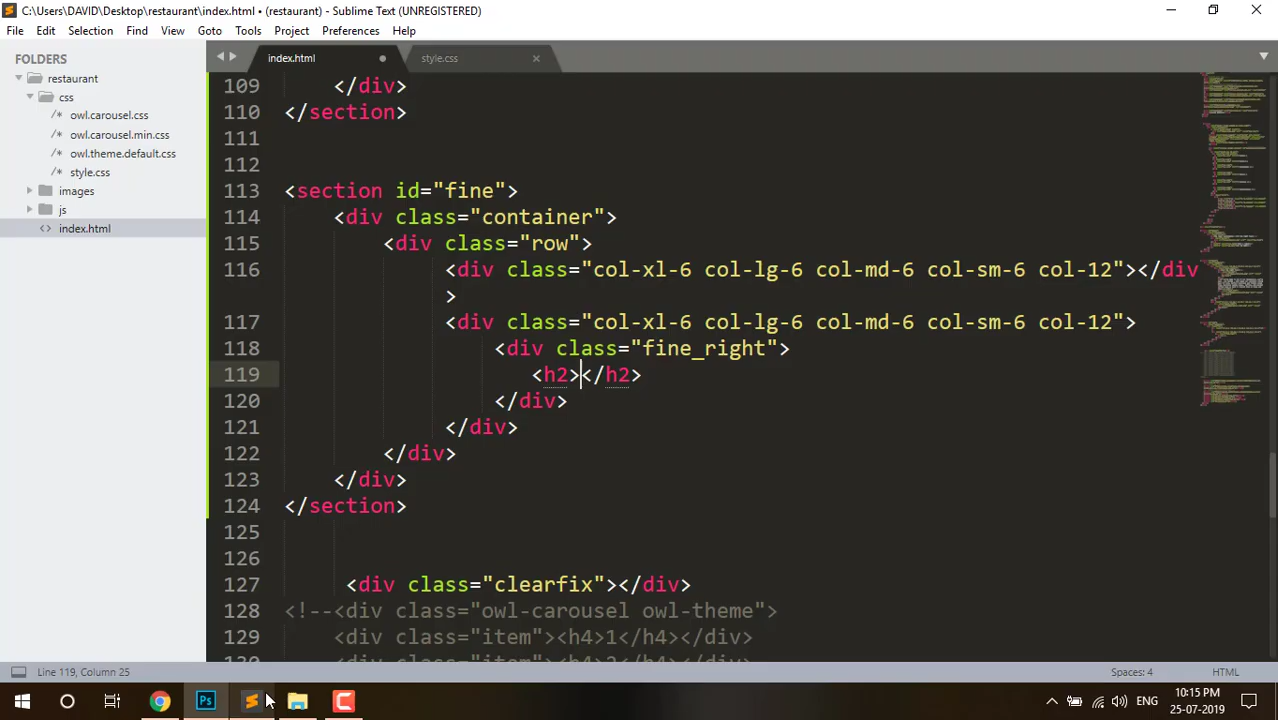 C:\Users\DAVID\Desktop\restaurant\index.html • (restaurant) - Sublime Text (UNREGISTERED)
File Edit Selection Find View Goto Tools Project Preferences Help
FOLDERS
restaurant
css
/* owl.carousel.css
/* owl.carousel.min.css
/* owl.theme.default.css
/* style.css
images
js
<> index.html
index.html
style.css
109 </div>
110 </section>
111
112
113 <section id="fine">
114 <div class="container">
115 <div class="row">
116 <div class="col-xl-6 col-lg-6 col-md-6 col-sm-6 col-12"></div
>
117 <div class="col-xl-6 col-lg-6 col-md-6 col-sm-6 col-12">
118 <div class="fine_right">
119 <h2></h2>
120 </div>
121 </div>
122 </div>
123 </div>
124 </section>
125
126
127 <div class="clearfix"></div>
128 <!--<div class="owl-carousel owl-theme">
129 <div class="item"><h4>1</h4></div>
Line 119, Column 25
Spaces: 4
HTML
Ps
ENG
10:15 PM
25-07-2019